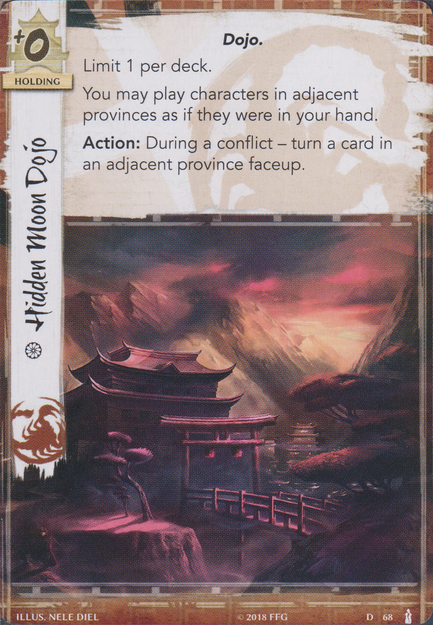 +0
HOLDING
Dojo.
Limit 1 per deck.
You may play characters in adjacent
provinces as if they were in your hand.
Action: During a conflict – turn a card in
an adjacent province faceup.
Hidden Moon Dojo
ILLUS. NELE DIEL
© 2018 FFG
D 68